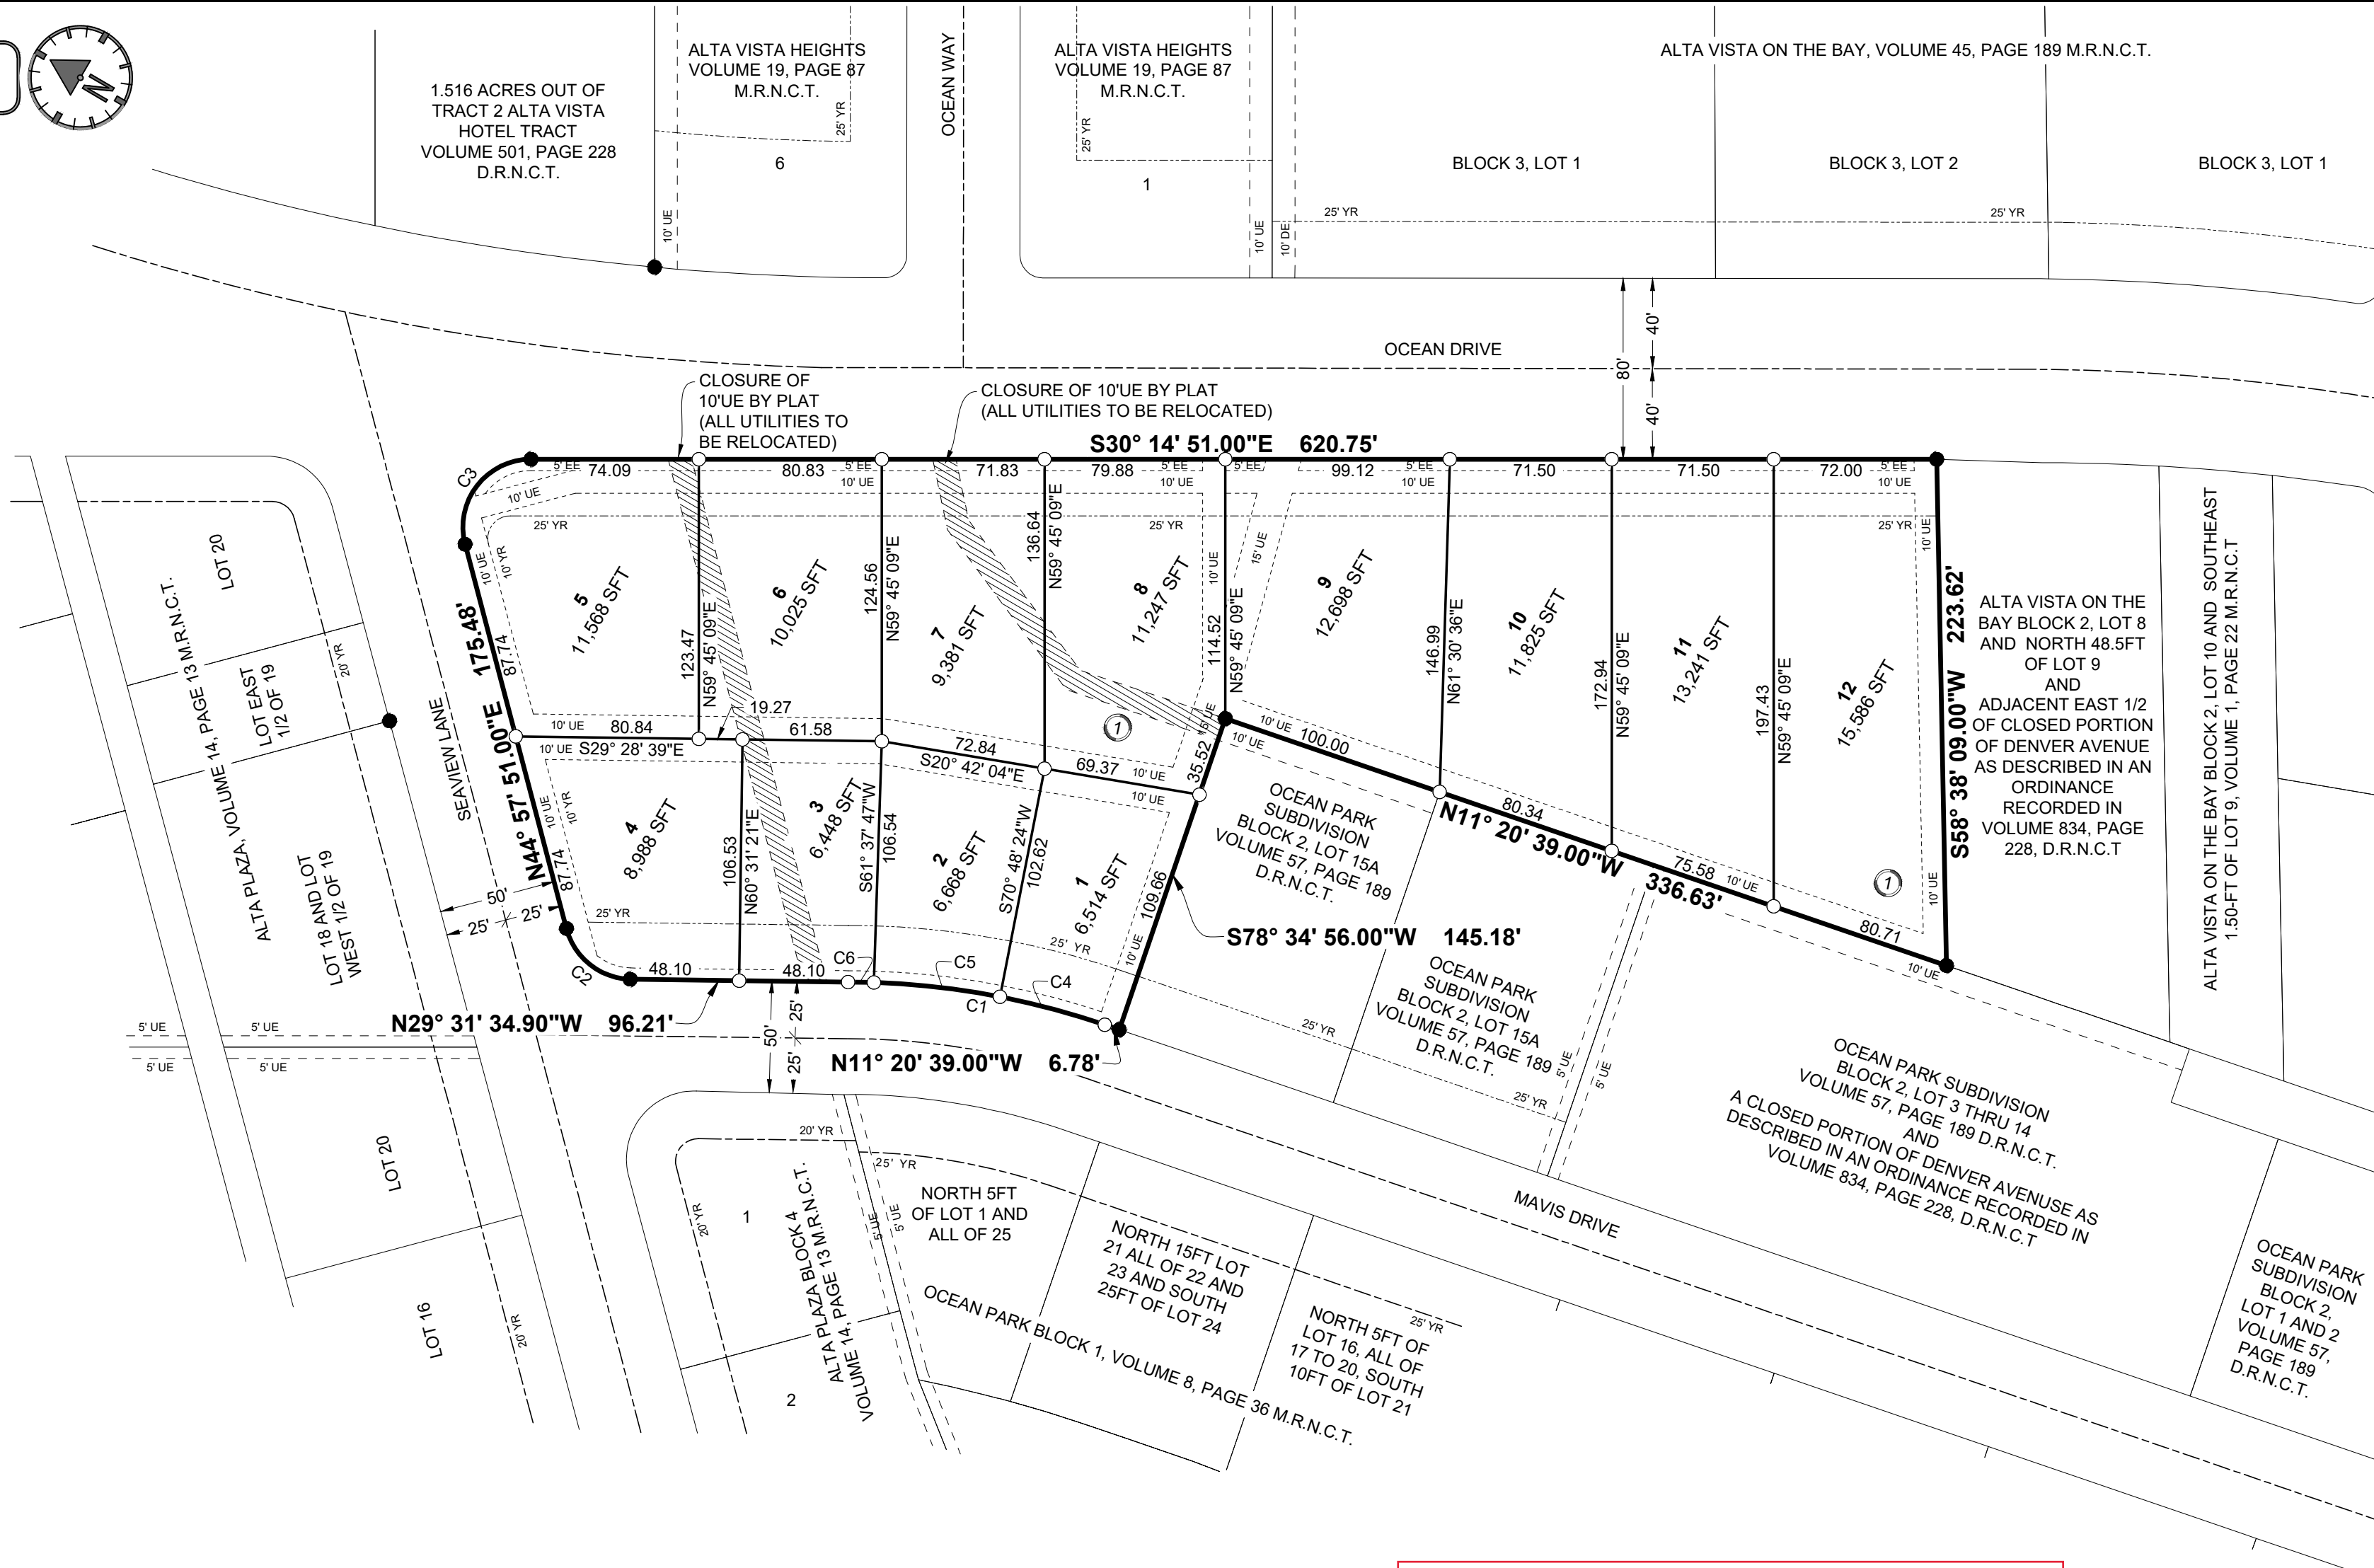 N
1.516 ACRES OUT OF
TRACT 2 ALTA VISTA
HOTEL TRACT
VOLUME 501, PAGE 228
D.R.N.C.T.
10' UE
ALTA VISTA HEIGHTS
VOLUME 19, PAGE 87
M.R.N.C.T.
25' YR
6
OCEAN WAY
ALTA VISTA HEIGHTS
VOLUME 19, PAGE 87
M.R.N.C.T.
25' YR
1
10' UE
10' DE
ALTA VISTA ON THE BAY, VOLUME 45, PAGE 189 M.R.N.C.T.
BLOCK 3, LOT 1
BLOCK 3, LOT 2
BLOCK 3, LOT 1
25' YR
25' YR
OCEAN DRIVE
80'
40'
40'
CLOSURE OF
10'UE BY PLAT
(ALL UTILITIES TO
BE RELOCATED)
CLOSURE OF 10'UE BY PLAT
(ALL UTILITIES TO BE RELOCATED)
S30° 14' 51.00"E 620.75'
C3
5' EE
74.09
80.83
5' EE
10' UE
71.83
79.88
5' EE
10' UE
5' EE
99.12
5' EE
10' UE
71.50
71.50
72.00
5' EE
10' UE
10' UE
25' YR
25' YR
25' YR
10' UE
10' UE
10' YR
5
11,568 SFT
123.47
N59° 45' 09"E
6
10,025 SFT
124.56
N59° 45' 09"E
7
9,381 SFT
136.64
N59° 45' 09"E
8
11,247 SFT
10' UE
114.52
N59° 45' 09"E
15' UE
9
12,698 SFT
146.99
N61° 30' 36"E
10
11,825 SFT
172.94
N59° 45' 09"E
11
13,241 SFT
197.43
N59° 45' 09"E
12
15,586 SFT
10' UE
S58° 38' 09.00"W 223.62'
N44° 57' 51.00"E 175.48'
87.74
87.14
10' UE
80.84
19.27
61.58
10' UE
S29° 28' 39"E
72.84
S20° 42' 04"E
69.37
10' UE
10' UE
1
15' UE
35.52
10' UE
100.00
10' UE
80.34
N11° 20' 39.00"W 336.63'
75.58
10' UE
1
80.71
10' UE
10' UE
10' YR
4
8,988 SFT
106.53
N60° 31' 21"E
3
6,448 SFT
S61° 37' 47"W
106.54
2
6,668 SFT
S70° 48' 24"W
102.62
1
6,514 SFT
109.66
10' UE
S78° 34' 56.00"W 145.18'
25' YR
25' YR
C2
48.10
48.10
C6
C5
C4
C1
N29° 31' 34.90"W 96.21'
50'
25'
25'
N11° 20' 39.00"W 6.78'
50'
25'
25'
SEAVIEW LANE
LOT 20
ALTA PLAZA, VOLUME 14, PAGE 13 M.R.N.C.T.
LOT EAST
1/2 OF 19
20' YR
LOT 18 AND LOT
WEST 1/2 OF 19
5' UE
5' UE
5' UE
5' UE
LOT 20
LOT 16
20' YR
20' YR
20' YR
1
2
ALTA PLAZA BLOCK 4
VOLUME 14, PAGE 13 M.R.N.C.T.
5' UE
5' UE
25' YR
NORTH 5FT
OF LOT 1 AND
ALL OF 25
NORTH 15FT LOT
21 ALL OF 22 AND
23 AND SOUTH
25FT OF LOT 24
OCEAN PARK BLOCK 1, VOLUME 8, PAGE 36 M.R.N.C.T.
NORTH 5FT OF
LOT 16, ALL OF
17 TO 20, SOUTH
10FT OF LOT 21
25' YR
MAVIS DRIVE
OCEAN PARK
SUBDIVISION
BLOCK 2, LOT 15A
VOLUME 57, PAGE 189
D.R.N.C.T.
OCEAN PARK
SUBDIVISION
BLOCK 2, LOT 15A
VOLUME 57, PAGE 189
D.R.N.C.T.
25' YR
25' YR
5' UE
5' UE
OCEAN PARK SUBDIVISION
BLOCK 2, LOT 3 THRU 14
VOLUME 57, PAGE 189 D.R.N.C.T.
AND
A CLOSED PORTION OF DENVER AVENUSE AS
DESCRIBED IN AN ORDINANCE RECORDED IN
VOLUME 834, PAGE 228, D.R.N.C.T
OCEAN PARK
SUBDIVISION
BLOCK 2,
LOT 1 AND 2
VOLUME 57,
PAGE 189
D.R.N.C.T.
ALTA VISTA ON THE
BAY BLOCK 2, LOT 8
AND NORTH 48.5FT
OF LOT 9
AND
ADJACENT EAST 1/2
OF CLOSED PORTION
OF DENVER AVENUE
AS DESCRIBED IN AN
ORDINANCE
RECORDED IN
VOLUME 834, PAGE
228, D.R.N.C.T
ALTA VISTA ON THE BAY BLOCK 2, LOT 10 AND SOUTHEAST
1.50-FT OF LOT 9, VOLUME 1, PAGE 22 M.R.N.C.T